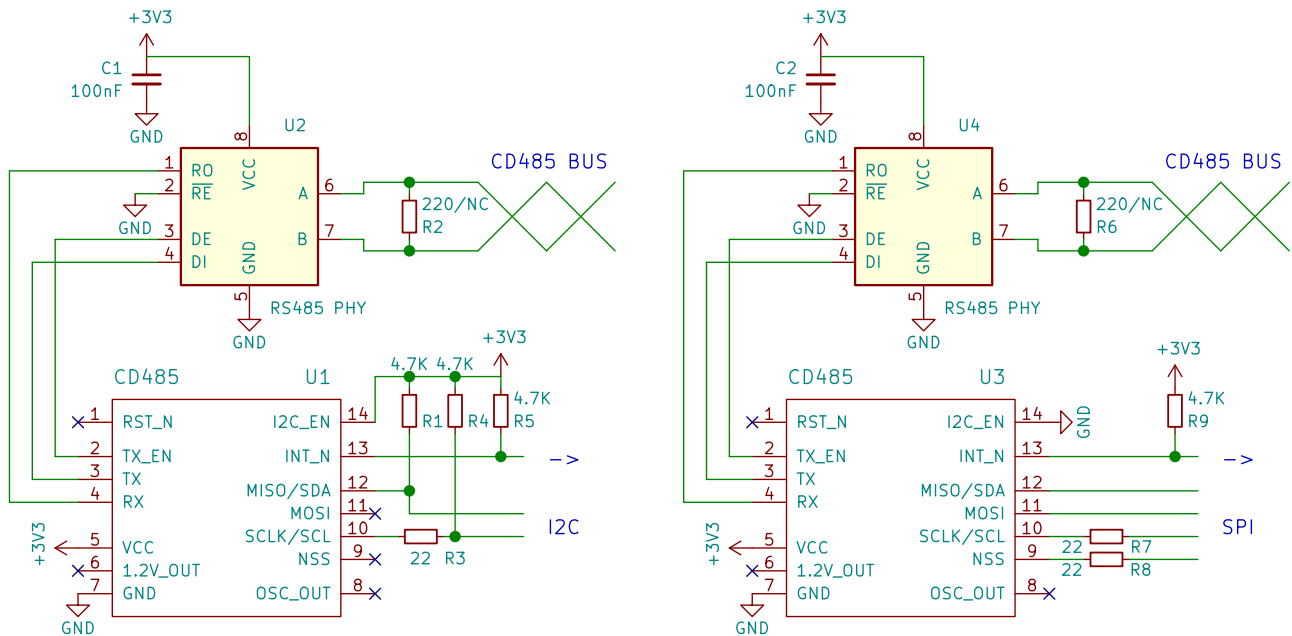 +3V3
C1
100nF
GND
U2
8
VCC
1
RO
2
RE
GND
3
DE
4
DI
A
6
B
7
GND
5
GND
RS485 PHY
CD485 BUS
220/NC
R2
CD485
U1
1
RST_N
2
TX_EN
3
TX
4
RX
+3V3
5
VCC
6
1.2V_OUT
7
GND
GND
I2C_EN
14
INT_N
13
MISO/SDA
12
MOSI
11
SCLK/SCL
10
NSS
9
OSC_OUT
8
4.7K
4.7K
+3V3
R1
R4
4.7K
R5
->
I2C
22
R3
+3V3
C2
100nF
GND
U4
8
VCC
1
RO
2
RE
GND
3
DE
4
DI
A
6
B
7
GND
5
GND
RS485 PHY
CD485 BUS
220/NC
R6
CD485
U3
1
RST_N
2
TX_EN
3
TX
4
RX
+3V3
5
VCC
6
1.2V_OUT
7
GND
GND
I2C_EN
14
GND
INT_N
13
MISO/SDA
12
MOSI
11
SCLK/SCL
10
NSS
9
OSC_OUT
8
+3V3
4.7K
R9
->
SPI
22
R7
22
R8